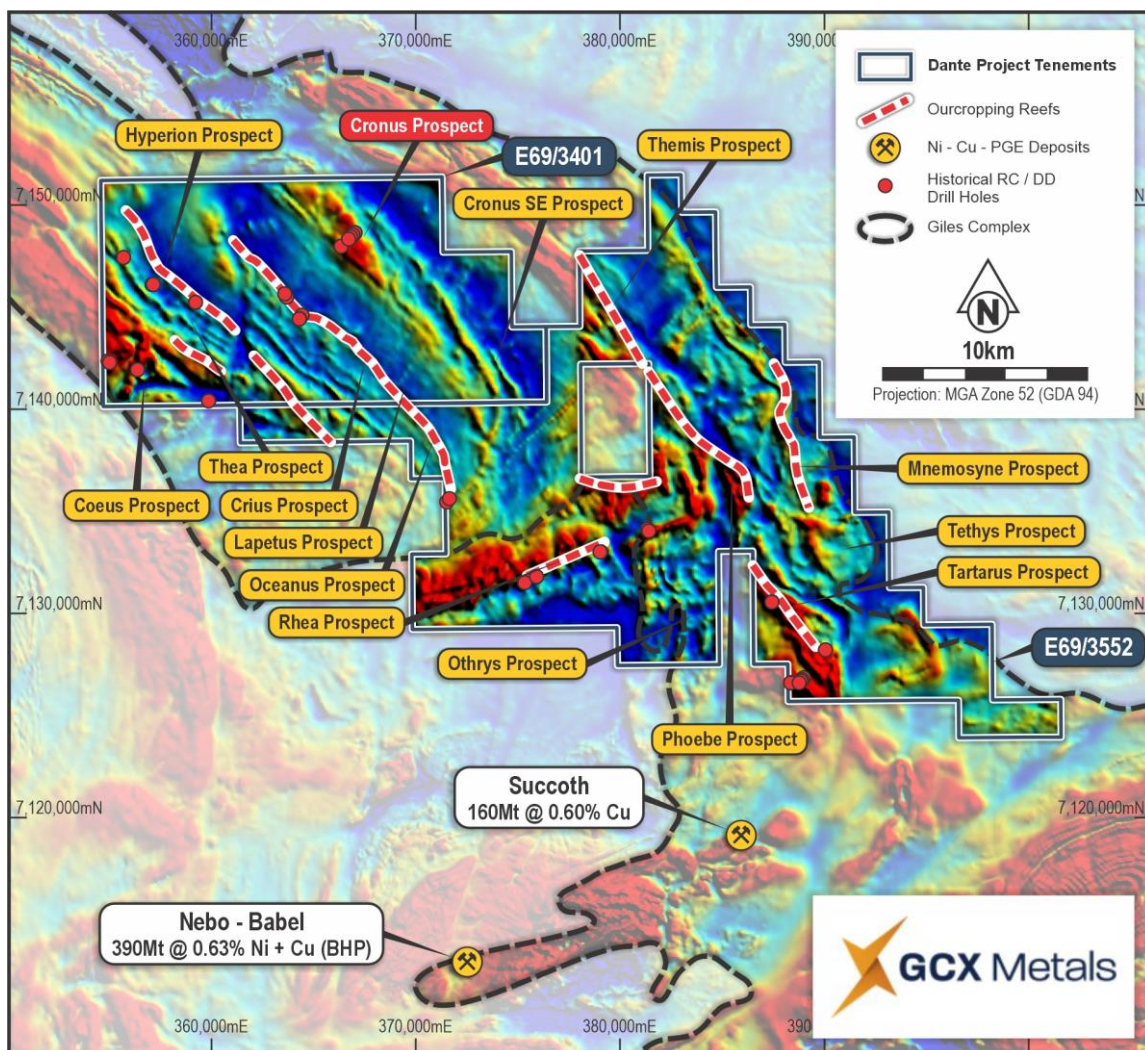 360,000mE
370,000mE
380,000mE
390,0
Dante Project Tenements
Ourcropping Reefs
Ni - Cu - PGE Deposits
Historical RC / DD
Drill Holes
Giles Complex
N
10km
Projection: MGA Zone 52 (GDA 94)
Hyperion Prospect
Cronus Prospect
E69/3401
Themis Prospect
Cronus SE Prospect
7,150,000mN
7,140,000mN
Thea Prospect
Mnemosyne Prospect
Coeus Prospect
Crius Prospect
Lapetus Prospect
Tethys Prospect
Oceanus Prospect
Tartarus Prospect
7,130,000mN
7,130,000mN
Rhea Prospect
E69/3552
Othrys Prospect
Phoebe Prospect
Succoth
160Mt @ 0.60% Cu
7,120,000mN
7,120,000mN
Nebo - Babel
390Mt @ 0.63% Ni + Cu (BHP)
GCX Metals
360,000mE
370,000mE
380,000mE
390